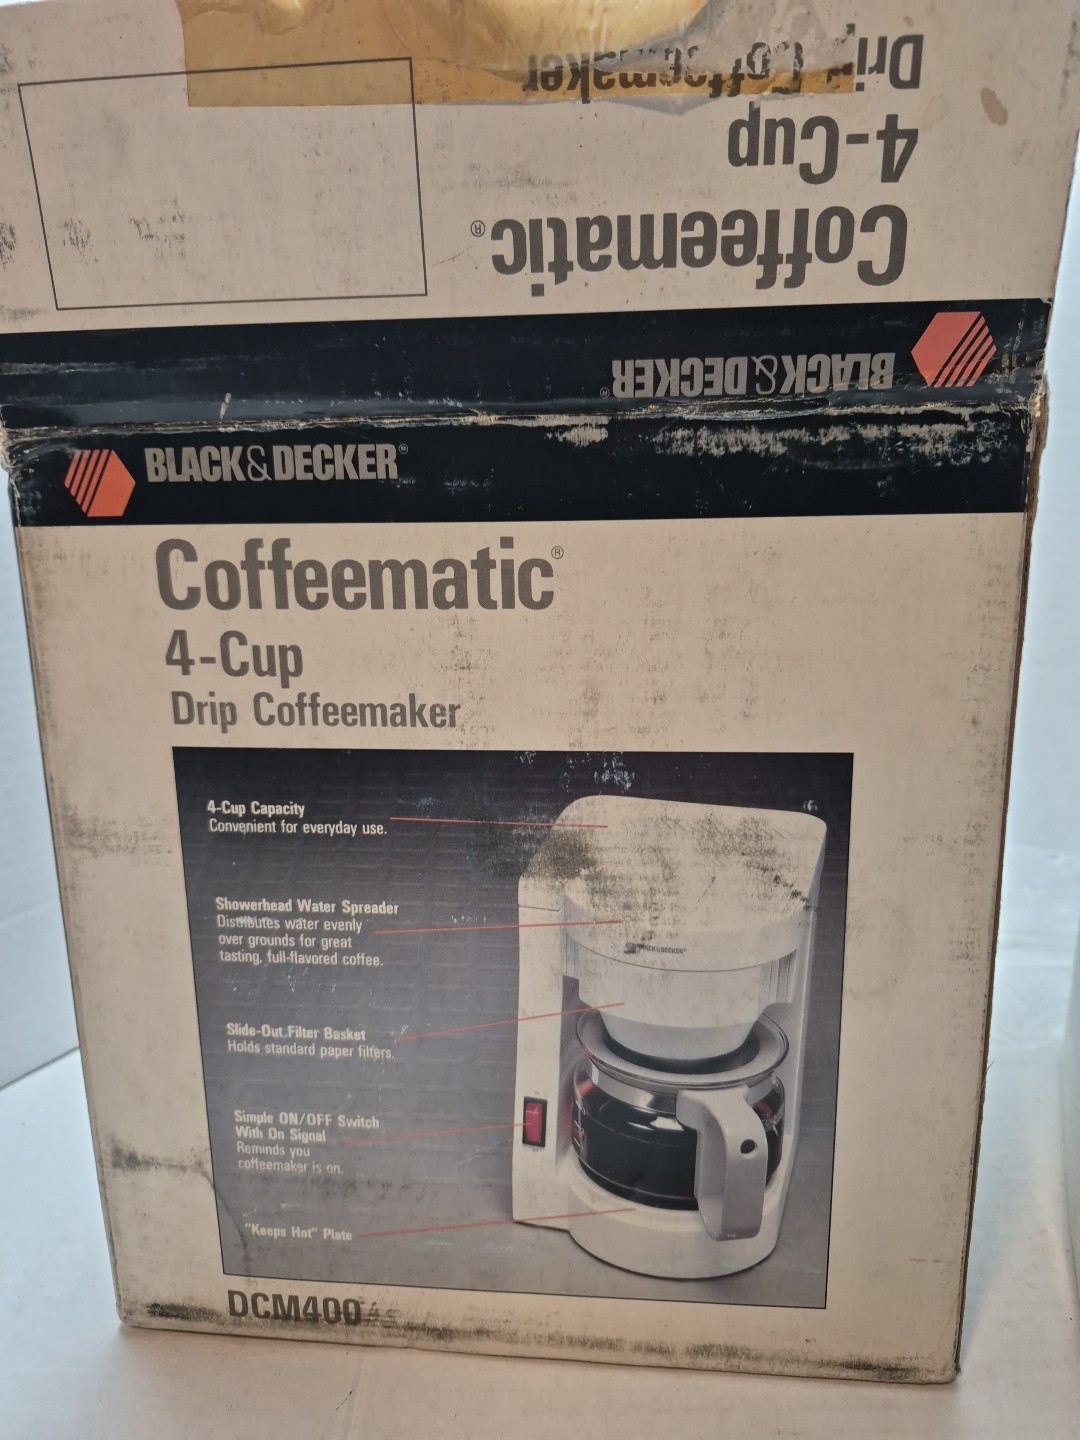 Drip Coffeemaker
4-Cup
Coffeematic®
BLACK&DECKER®
BLACK&DECKER®
Coffeematic®
4-Cup
Drip Coffeemaker
4-Cup Capacity
Convenient for everyday use.
Showerhead Water Spreader
Distributes water evenly
over grounds for great
tasting, full-flavored coffee.
BLACK&DECKER
Slide-Out Filter Basket
Holds standard paper filters.
Simple ON/OFF Switch
With On Signal
Reminds you
coffeemaker is on.
"Keeps Hot" Plate
DCM400